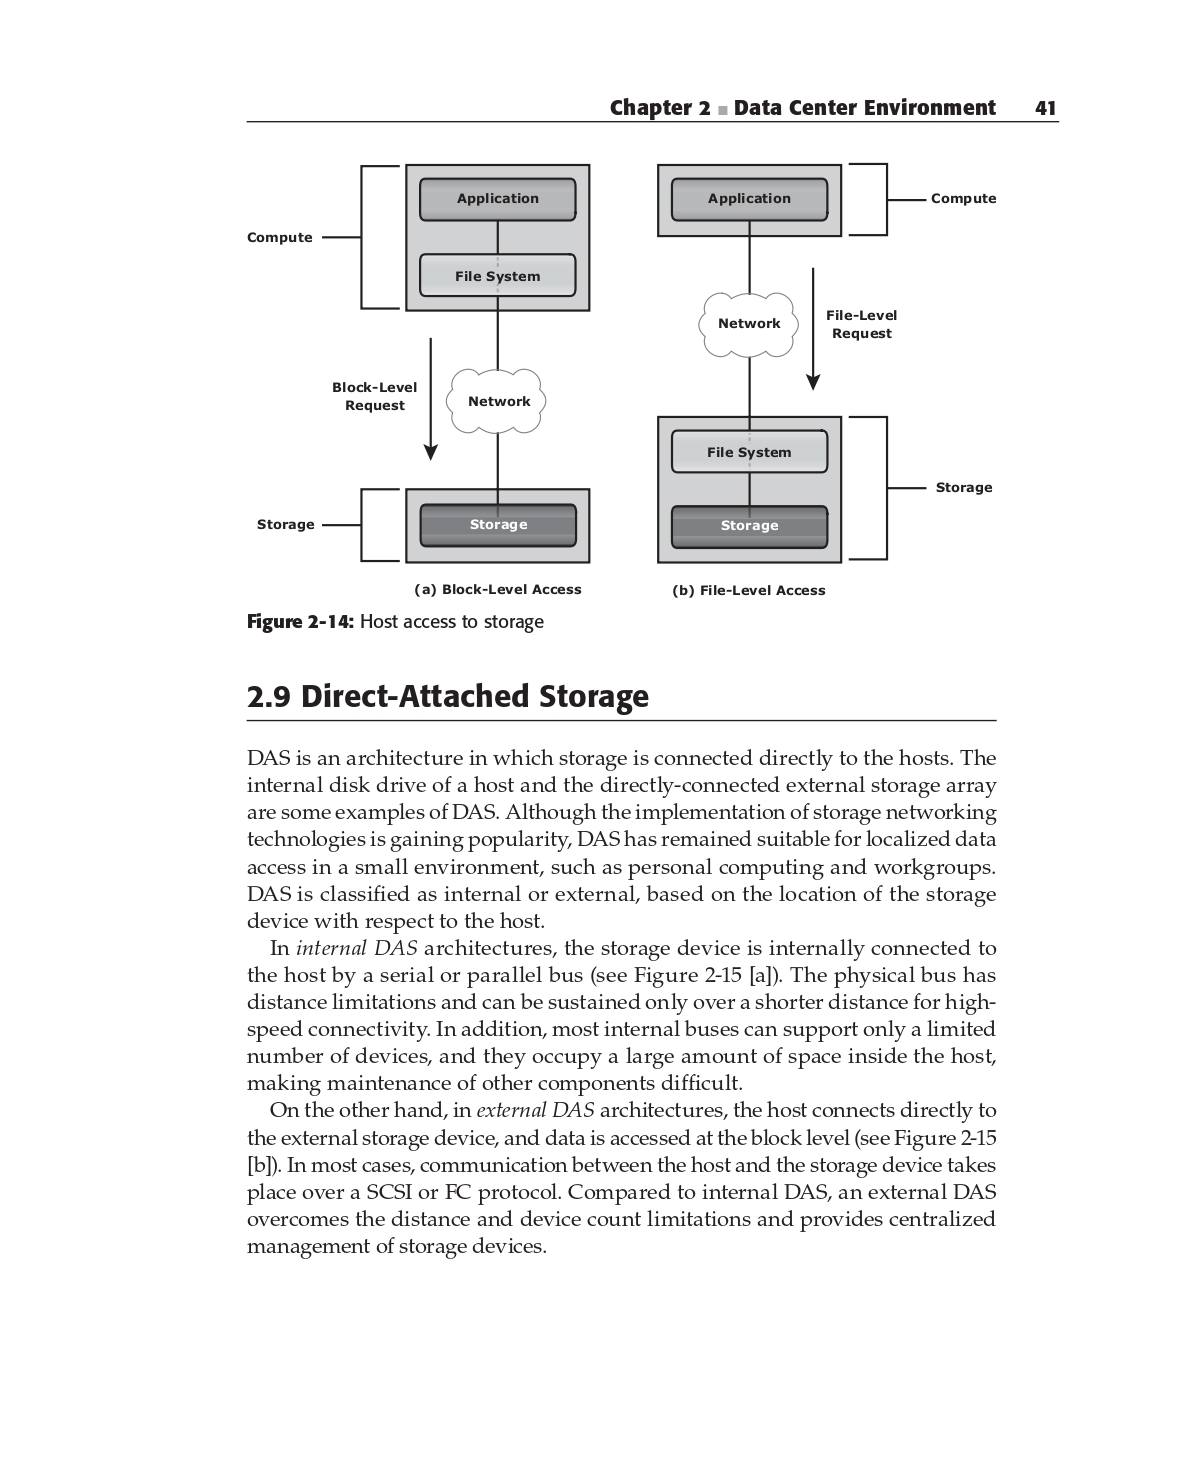 Chapter 2 ■ Data Center Environment 41
Application
File System
Compute
Block-Level
Request
Network
Storage
Storage
(a) Block-Level Access
Application
Compute
Network
File-Level
Request
File System
Storage
Storage
(b) File-Level Access
Figure 2-14: Host access to storage
2.9 Direct-Attached Storage
DAS is an architecture in which storage is connected directly to the hosts. The
internal disk drive of a host and the directly-connected external storage array
are some examples of DAS. Although the implementation of storage networking
technologies is gaining popularity, DAS has remained suitable for localized data
access in a small environment, such as personal computing and workgroups.
DAS is classified as internal or external, based on the location of the storage
device with respect to the host.
In internal DAS architectures, the storage device is internally connected to
the host by a serial or parallel bus (see Figure 2-15 [a]). The physical bus has
distance limitations and can be sustained only over a shorter distance for high-
speed connectivity. In addition, most internal buses can support only a limited
number of devices, and they occupy a large amount of space inside the host,
making maintenance of other components difficult.
On the other hand, in external DAS architectures, the host connects directly to
the external storage device, and data is accessed at the block level (see Figure 2-15
[b]). In most cases, communication between the host and the storage device takes
place over a SCSI or FC protocol. Compared to internal DAS, an external DAS
overcomes the distance and device count limitations and provides centralized
management of storage devices.